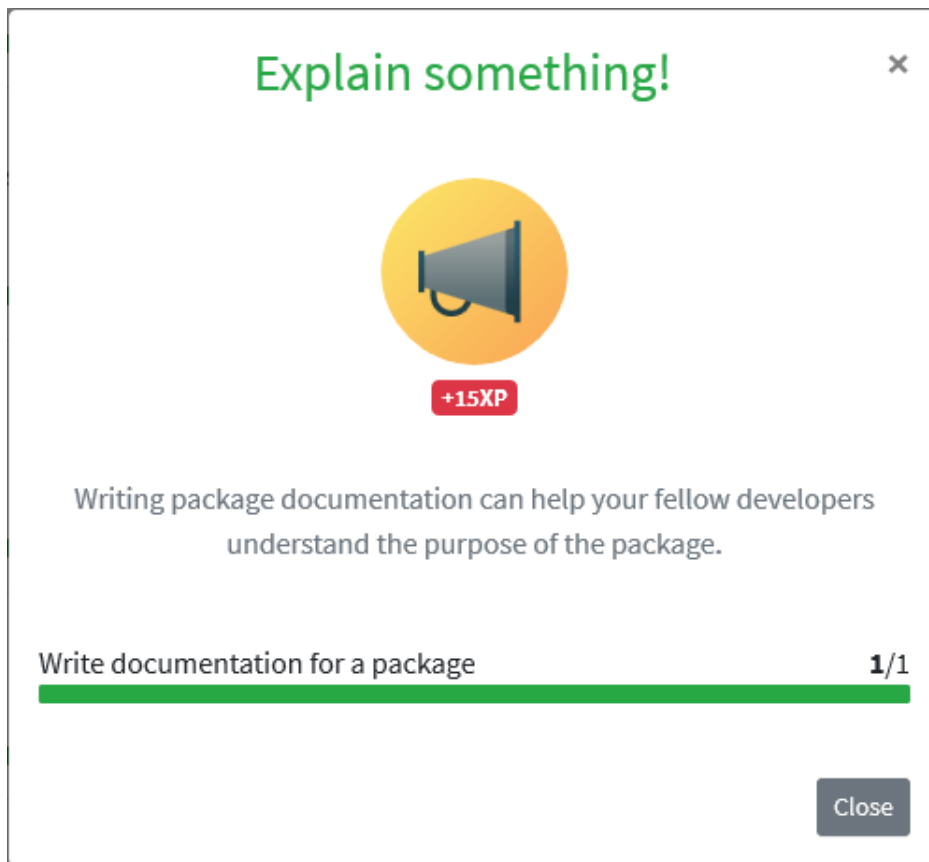 Explain something!
×
+15XP
Writing package documentation can help your fellow developers
understand the purpose of the package.
Write documentation for a package 1/1
Close